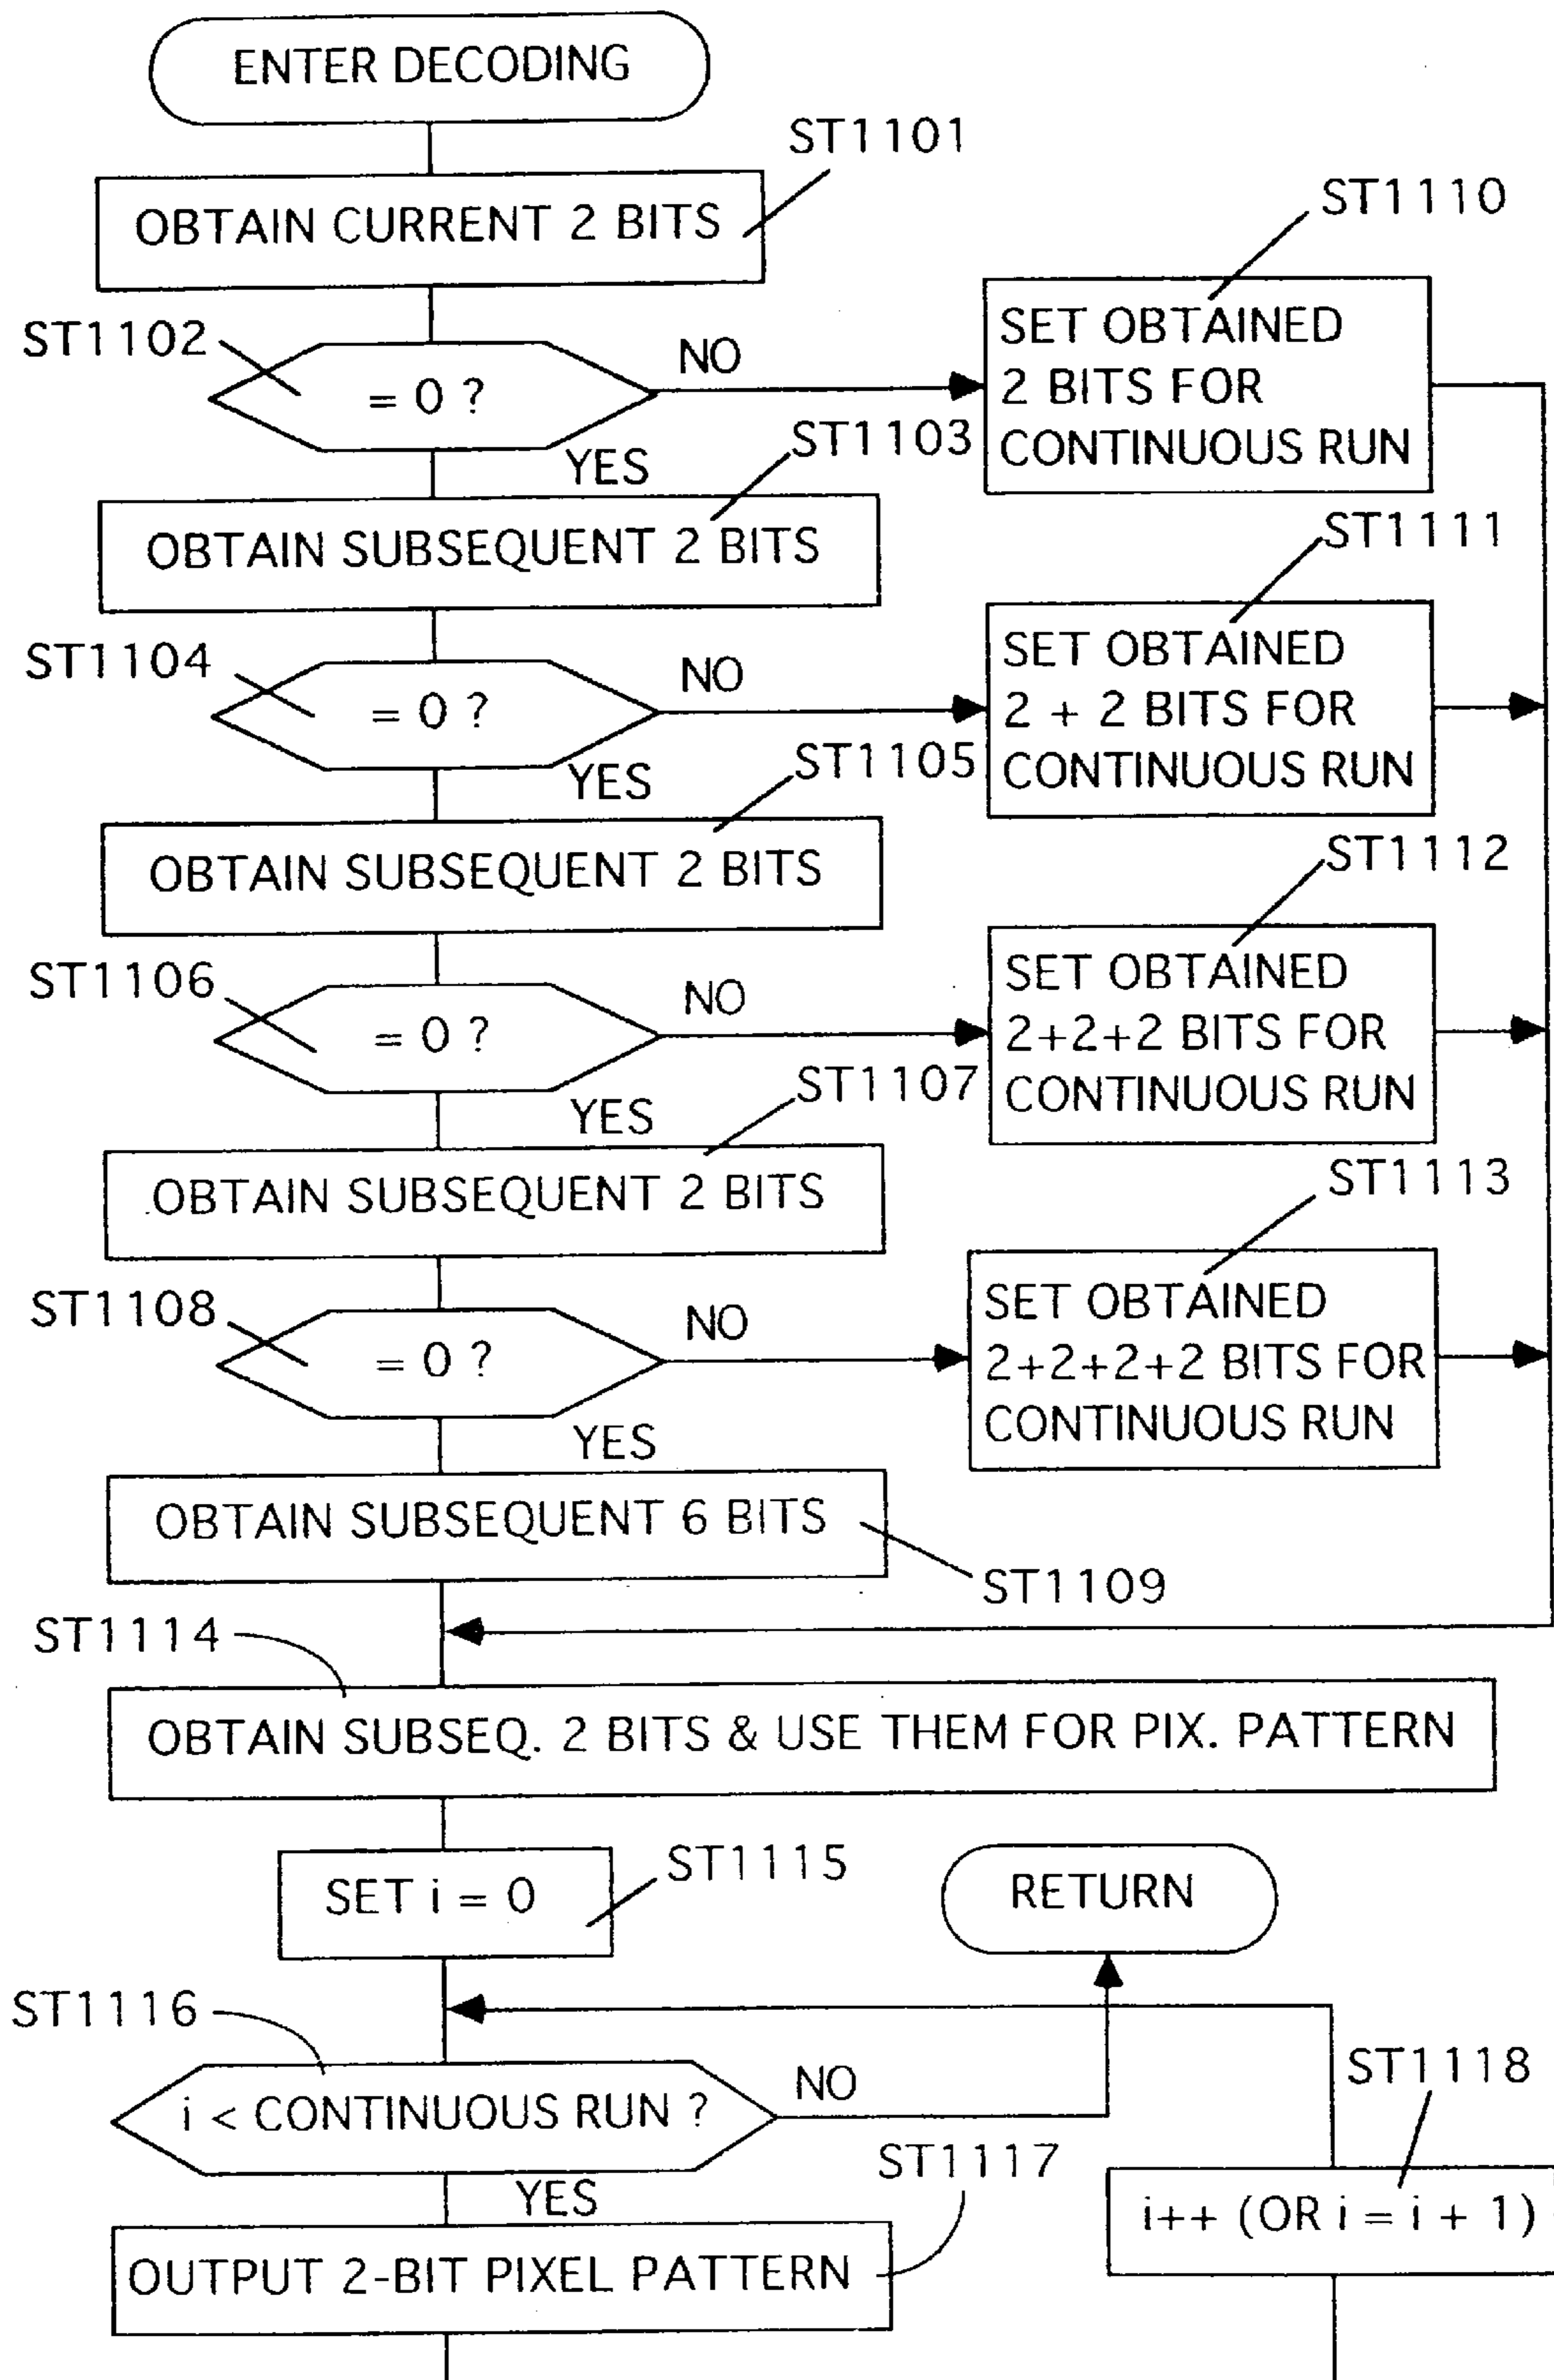 ENTER DECODING
ST1101
OBTAIN CURRENT 2 BITS
ST1110
ST1102
= 0 ?
NO
SET OBTAINED
2 BITS FOR
CONTINUOUS RUN
YES
ST1103
OBTAIN SUBSEQUENT 2 BITS
ST1111
ST1104
= 0 ?
NO
SET OBTAINED
2 + 2 BITS FOR
CONTINUOUS RUN
YES
ST1105
OBTAIN SUBSEQUENT 2 BITS
ST1112
ST1106
= 0 ?
NO
SET OBTAINED
2+2+2 BITS FOR
CONTINUOUS RUN
YES
ST1107
OBTAIN SUBSEQUENT 2 BITS
ST1113
ST1108
= 0 ?
NO
SET OBTAINED
2+2+2+2 BITS FOR
CONTINUOUS RUN
YES
OBTAIN SUBSEQUENT 6 BITS
ST1109
ST1114
OBTAIN SUBSEQ. 2 BITS & USE THEM FOR PIX. PATTERN
ST1115
SET i = 0
RETURN
ST1116
i < CONTINUOUS RUN ?
NO
ST1118
YES
ST1117
i++ (OR i = i + 1)
OUTPUT 2-BIT PIXEL PATTERN